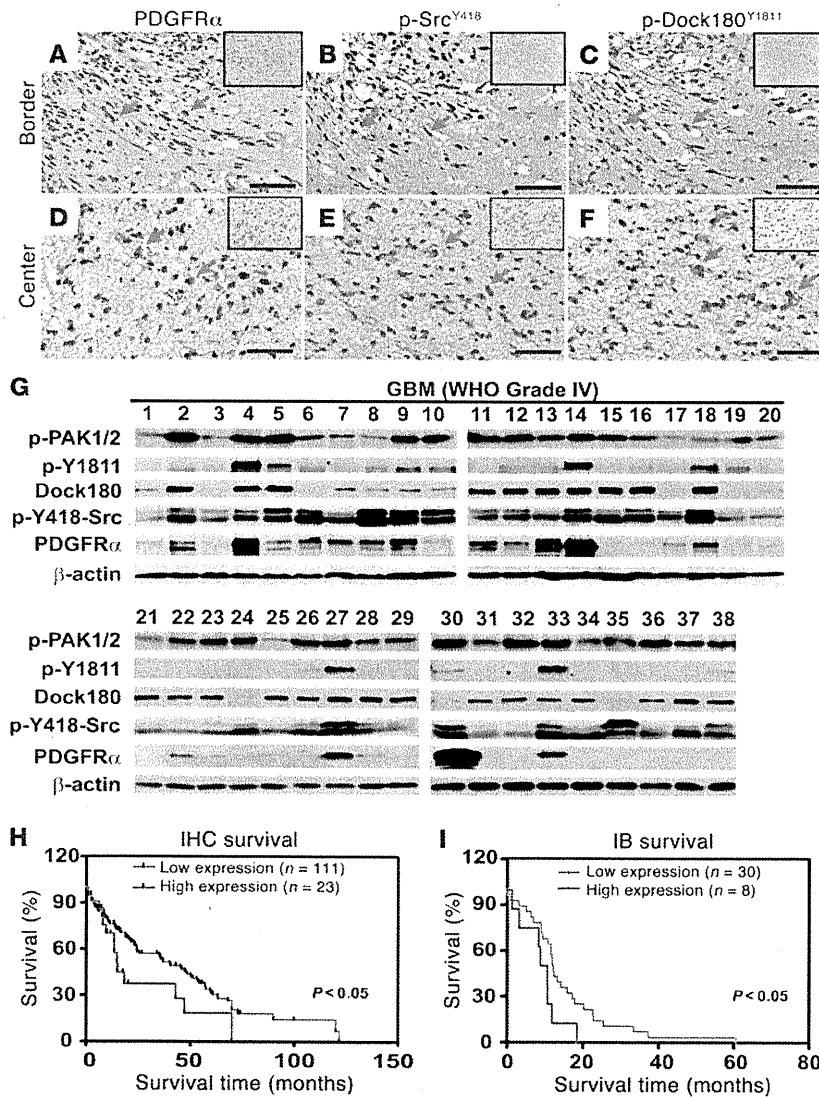 PDGFRα
p-Src^Y418
p-Dock180^Y1811
A
B
C
Border
D
E
F
Center
G
GBM (WHO Grade IV)
1 2 3 4 5 6 7 8 9 10 11 12 13 14 15 16 17 18 19 20
p-PAK1/2
p-Y1811
Dock180
p-Y418-Src
PDGFRα
β-actin
21 22 23 24 25 26 27 28 29 30 31 32 33 34 35 36 37 38
p-PAK1/2
p-Y1811
Dock180
p-Y418-Src
PDGFRα
β-actin
H
IHC survival
Low expression (n = 111)
High expression (n = 23)
P < 0.05
Survival (%)
120
90
60
30
0
0 50 100 150
Survival time (months)
I
IB survival
Low expression (n = 30)
High expression (n = 8)
P < 0.05
Survival (%)
120
90
60
30
0
0 20 40 60 80
Survival time (months)